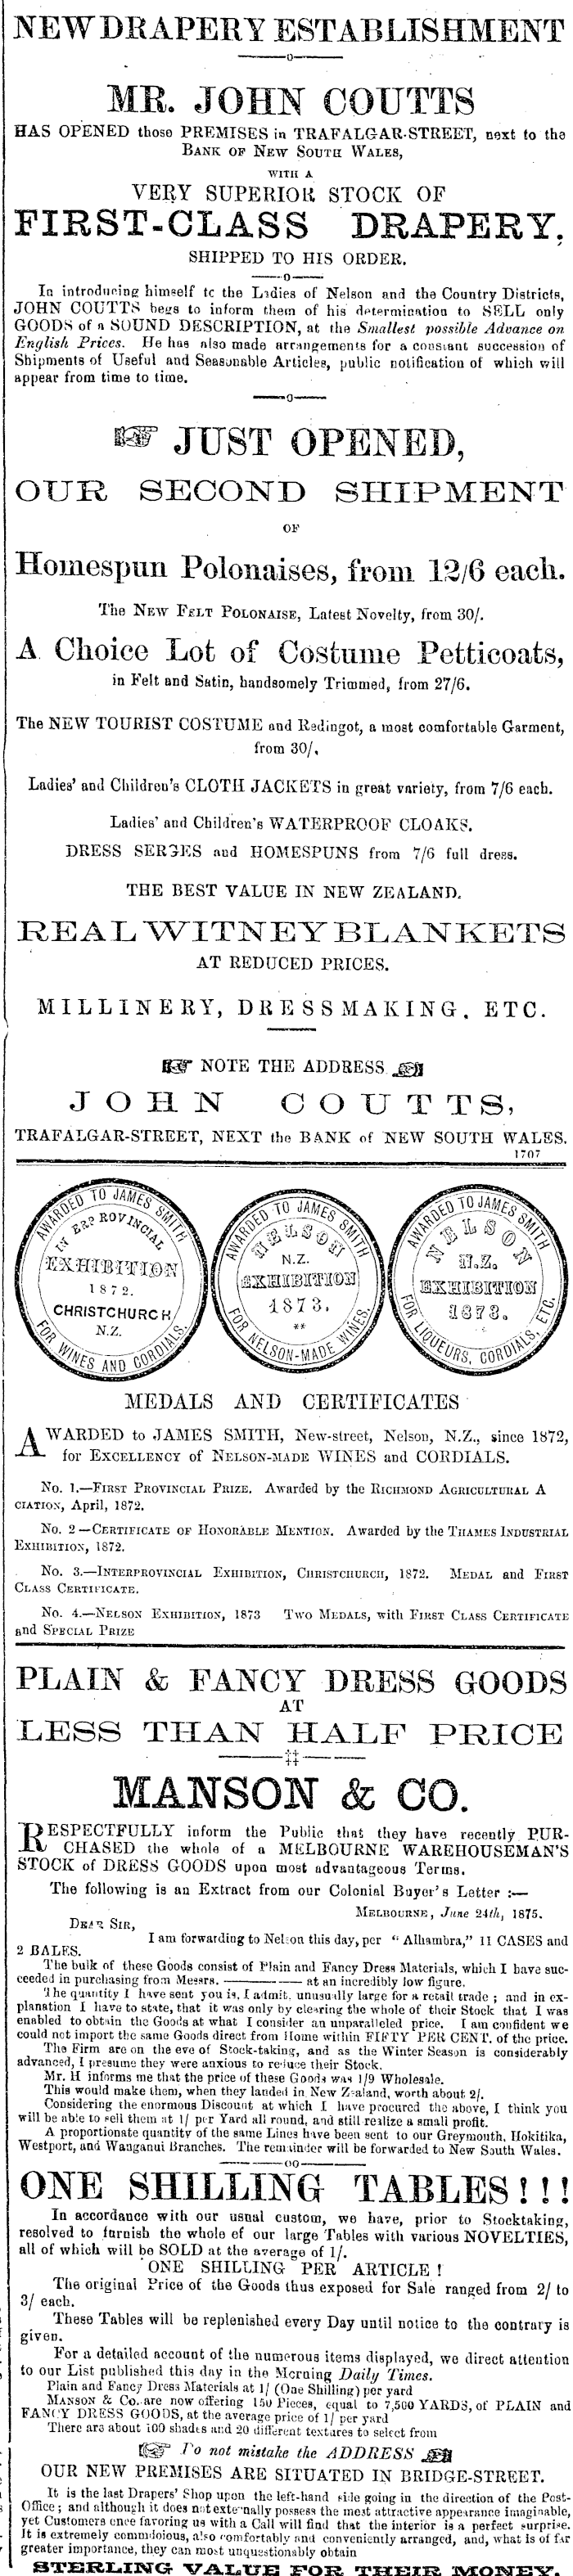 NEW DRAPERY ESTABLISHMENT
MR. JOHN COUTTS
HAS OPENED those PREMISES in TRAFALGAR-STREET, next to the
BANK OF NEW SOUTH WALES,
WITH A
VERY SUPERIOR STOCK OF
FIRST-CLASS DRAPERY,
SHIPPED TO HIS ORDER.
In introducing himself to the Ladies of Nelson and the Country Districts,
JOHN COUTTS begs to inform them of his determination to SELL only
GOODS of a SOUND DESCRIPTION, at the Smallest possible Advance on
English Prices. He has also made arrangements for a constant succession of
Shipments of Useful and Seasonable Articles, public notification of which will
appear from time to time.
☞ JUST OPENED,
OUR SECOND SHIPMENT
OF
Homespun Polonaises, from 12/6 each.
The NEW FELT POLONAISE, Latest Novelty, from 30/.
A Choice Lot of Costume Petticoats,
in Felt and Satin, handsomely Trimmed, from 27/6.
The NEW TOURIST COSTUME and Redingot, a most comfortable Garment,
from 30/,
Ladies' and Children's CLOTH JACKETS in great variety, from 7/6 each.
Ladies' and Children's WATERPROOF CLOAKS.
DRESS SERGES and HOMESPUNS from 7/6 full dress.
THE BEST VALUE IN NEW ZEALAND.
REAL WITNEY BLANKETS
AT REDUCED PRICES.
MILLINERY, DRESSMAKING, ETC.
☞ NOTE THE ADDRESS ☜
JOHN COUTTS,
TRAFALGAR-STREET, NEXT the BANK of NEW SOUTH WALES.
1707
AWARDED TO JAMES SMITH
INTERPROVINCIAL
EXHIBITION
1872.
CHRISTCHURCH
N.Z.
FOR WINES AND CORDIALS.
AWARDED TO JAMES SMITH
NELSON
N.Z.
EXHIBITION
1873.
**
FOR NELSON-MADE WINES.
AWARDED TO JAMES SMITH
NELSON
N.Z.
EXHIBITION
1873.
FOR LIQUEURS, CORDIALS, ETC.
MEDALS AND CERTIFICATES
AWARDED to JAMES SMITH, New-street, Nelson, N.Z., since 1872,
for EXCELLENCY of NELSON-MADE WINES and CORDIALS.
No. 1.—FIRST PROVINCIAL PRIZE. Awarded by the RICHMOND AGRICULTURAL A
CIATION, April, 1872.
No. 2—CERTIFICATE OF HONORABLE MENTION. Awarded by the THAMES INDUSTRIAL
EXHIBITION, 1872.
No. 3.—INTERPROVINCIAL EXHIBITION, CHRISTCHURCH, 1872. MEDAL and FIRST
CLASS CERTIFICATE.
No. 4.—NELSON EXHIBITION, 1873 TWO MEDALS, with FIRST CLASS CERTIFICATE
and SPECIAL PRIZE
PLAIN & FANCY DRESS GOODS
AT
LESS THAN HALF PRICE
MANSON & CO.
RESPECTFULLY inform the Public that they have recently PUR-
CHASED the whole of a MELBOURNE WAREHOUSEMAN'S
STOCK of DRESS GOODS upon most advantageous Terms.
The following is an Extract from our Colonial Buyer's Letter :—
MELBOURNE, June 24th, 1875.
DEAR SIR,
I am forwarding to Nelson this day, per "Alhambra," 11 CASES and
2 BALES.
The bulk of these Goods consist of Plain and Fancy Dress Materials, which I have suc-
ceeded in purchasing from Messrs. ———— at an incredibly low figure.
The quantity I have sent you is, I admit, unusually large for a retail trade ; and in ex-
planation I have to state, that it was only by clearing the whole of their Stock that I was
enabled to obtain the Goods at what I consider an unparalleled price. I am confident we
could not import the same Goods direct from Home within FIFTY PER CENT. of the price.
The Firm are on the eve of Stock-taking, and as the Winter Season is considerably
advanced, I presume they were anxious to reduce their Stock.
Mr. H informs me that the price of these Goods was 1/9 Wholesale.
This would make them, when they landed in New Zealand, worth about 2/.
Considering the enormous Discount at which I have procured the above, I think you
will be able to sell them at 1/ per Yard all round, and still realize a small profit.
A proportionate quantity of the same Lines have been sent to our Greymouth, Hokitika,
Westport, and Wanganui Branches. The remainder will be forwarded to New South Wales.
ONE SHILLING TABLES!!!
In accordance with our usual custom, we have, prior to Stocktaking,
resolved to furnish the whole of our large Tables with various NOVELTIES,
all of which will be SOLD at the average of 1/.
ONE SHILLING PER ARTICLE !
The original Price of the Goods thus exposed for Sale ranged from 2/ to
3/ each.
These Tables will be replenished every Day until notice to the contrary is
given.
For a detailed account of the numerous items displayed, we direct attention
to our List published this day in the Morning Daily Times.
Plain and Fancy Dress Materials at 1/ (One Shilling) per yard
MANSON & Co. are now offering 150 Pieces, equal to 7,500 YARDS, of PLAIN and
FANCY DRESS GOODS, at the average price of 1/ per yard
There are about 100 shades and 20 different textures to select from
☞ Do not mistake the ADDRESS ☜
OUR NEW PREMISES ARE SITUATED IN BRIDGE-STREET.
It is the last Drapers' Shop upon the left-hand side going in the direction of the Post-
Office ; and although it does not externally possess the most attractive appearance imaginable,
yet Customers once favoring us with a Call will find that the interior is a perfect surprise.
It is extremely commodoious, also comfortably and conveniently arranged, and, what is of far
greater importance, they can most unquestionably obtain
STERLING VALUE FOR THEIR MONEY.